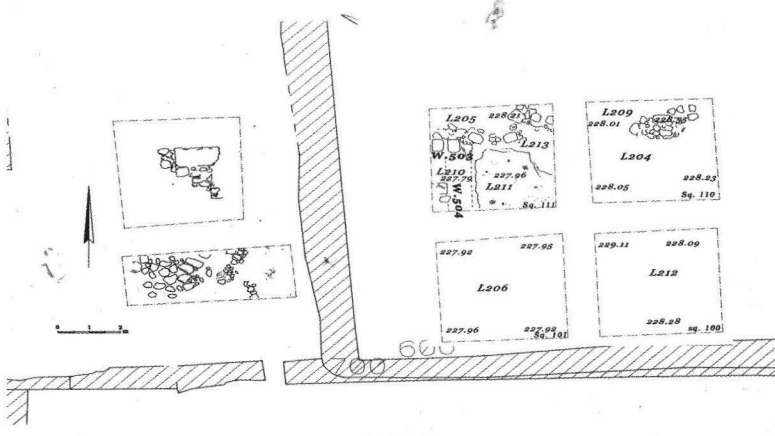 L205
228.21
L213
W.503
L210
227.79
W.504
227.96
L211
Sq. 111
L209
228.01
L204
228.05
228.23
Sq. 110
227.92
227.95
L206
227.96
227.92
Sq. 101
229.11
228.09
L212
228.28
sq. 100
0 1 2
m
660
700